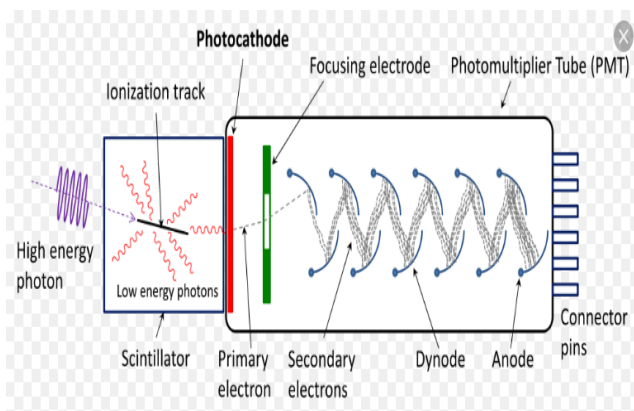 Photocathode
Focusing electrode
Photomultiplier Tube (PMT)
Ionization track
High energy
photon
Low energy photons
Scintillator
Primary
electron
Secondary
electrons
Dynode
Anode
Connector
pins